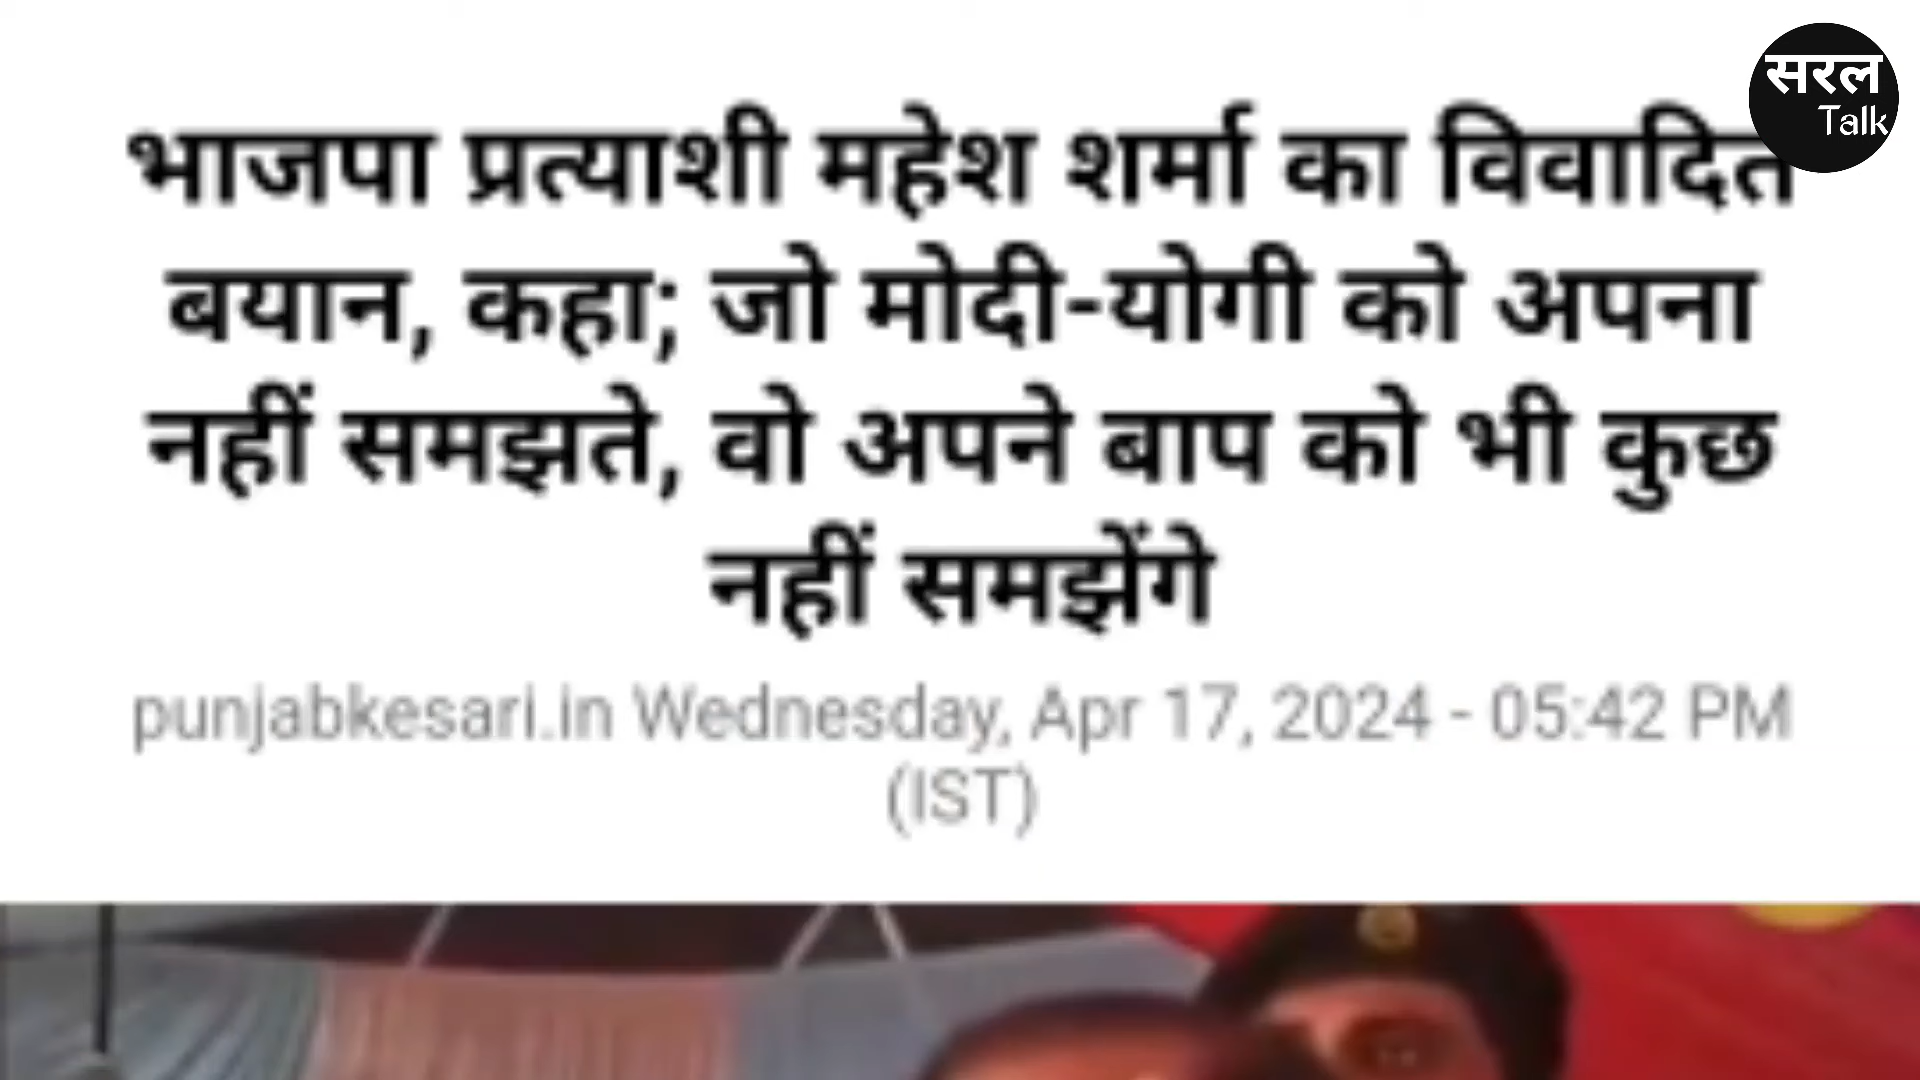 सरल
Talk
भाजपा प्रत्याशी महेश शर्मा का विवादित
बयान, कहा; जो मोदी-योगी को अपना
नहीं समझते, वो अपने बाप को भी कुछ
नहीं समझेंगे
punjabkesari.in Wednesday, Apr 17, 2024 - 05:42 PM
(IST)